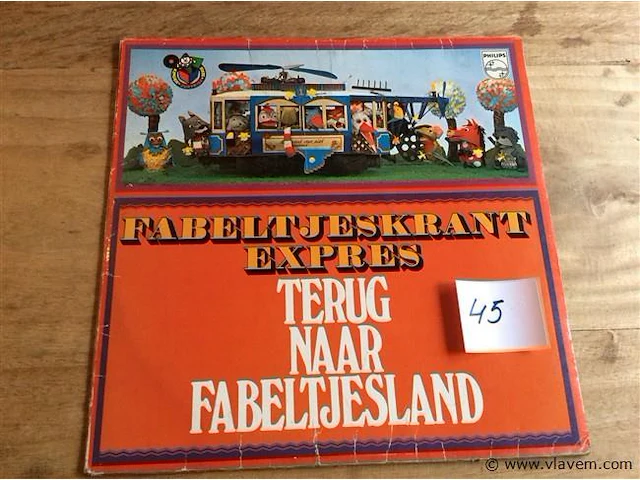 PHILIPS
FABELTJESKRANT
EXPRES
TERUG
NAAR
FABELTJESLAND
45
© www.vlavem.com